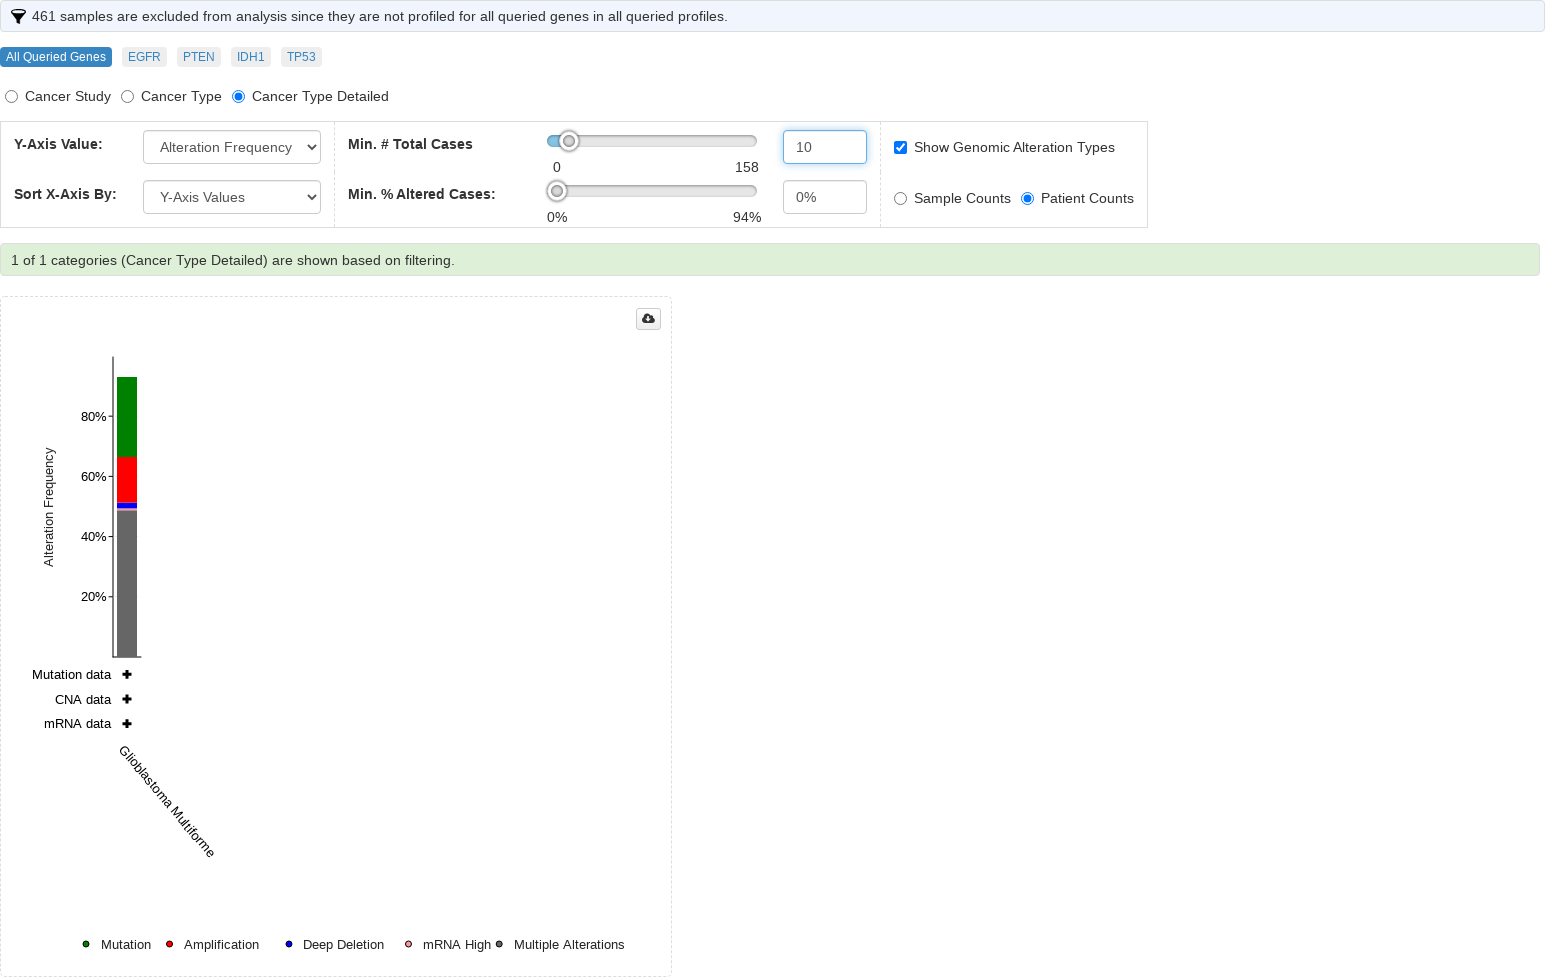 461 samples are excluded from analysis since they are not profiled for all queried genes in all queried profiles.
All Queried Genes EGFR PTEN IDH1 TP53
Cancer Study Cancer Type Cancer Type Detailed
Y-Axis Value: Alteration Frequency Min. # Total Cases 10 Show Genomic Alteration Types
0 158
Sort X-Axis By: Y-Axis Values Min. % Altered Cases: 0% Sample Counts Patient Counts
0% 94%
1 of 1 categories (Cancer Type Detailed) are shown based on filtering.
80%
60%
40%
20%
Alteration Frequency
Mutation data
CNA data
mRNA data
Glioblastoma Multiforme
Mutation Amplification Deep Deletion mRNA High Multiple Alterations